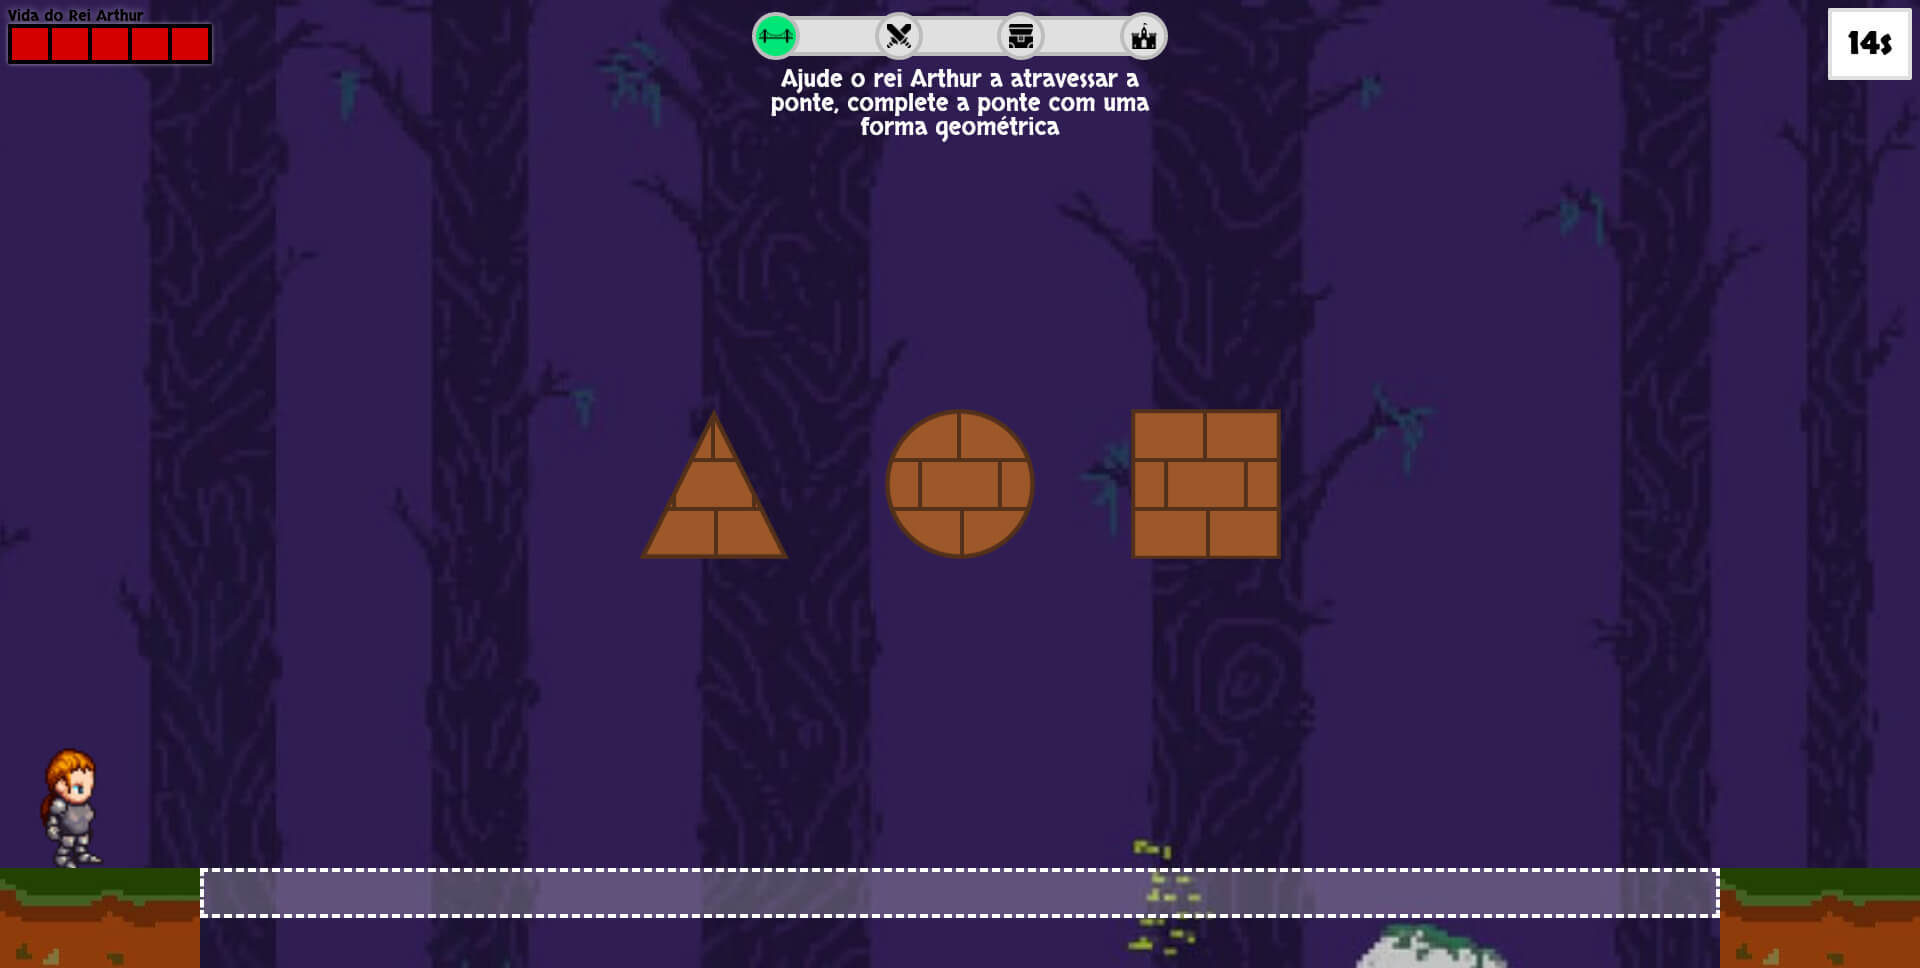 Vida do Rei Arthur
14s
Ajude o rei Arthur a atravessar a
ponte, complete a ponte com uma
forma geométrica